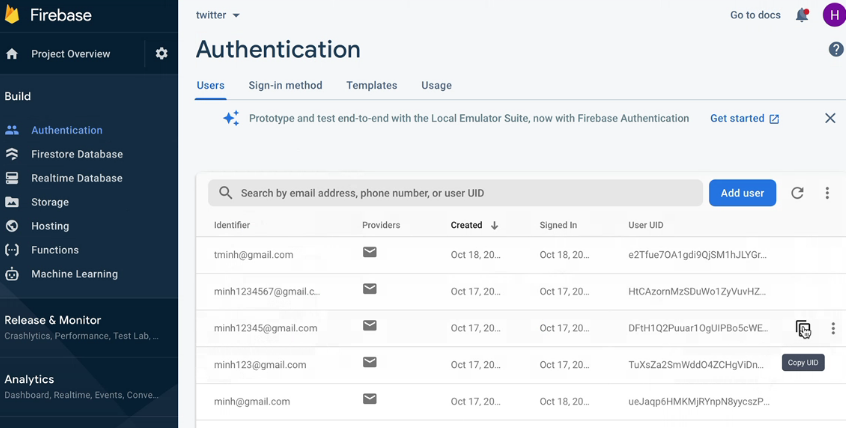 Firebase
twitter
Go to docs
H
Project Overview
Authentication
Users Sign-in method Templates Usage
Build
Prototype and test end-to-end with the Local Emulator Suite, now with Firebase Authentication Get started
Authentication
Firestore Database
Realtime Database
Storage
Hosting
Functions
Machine Learning
Release & Monitor
Crashlytics, Performance, Test Lab, ...
Analytics
Dashboard, Realtime, Events, Conve...
Search by email address, phone number, or user UID Add user
Identifier Providers Created Signed In User UID
tminh@gmail.com Oct 18, 20... Oct 18, 20... e2Tfue7OA1gdi9QjSM1hJLYGr...
minh1234567@gmail.c... Oct 17, 20... Oct 17, 20... HtCAzornMzSDuWo1ZyVuvHZ...
minh12345@gmail.com Oct 17, 20... Oct 17, 20... DFtH1Q2Puuar1OgUIPBo5cWE...
Copy UID
minh123@gmail.com Oct 17, 20... Oct 17, 20... TuXsZa2SmWddO4ZCHgViDn...
minh@gmail.com Oct 17, 20... Oct 18, 20... ueJaqp6HMKMjRYnpN8yycszP...